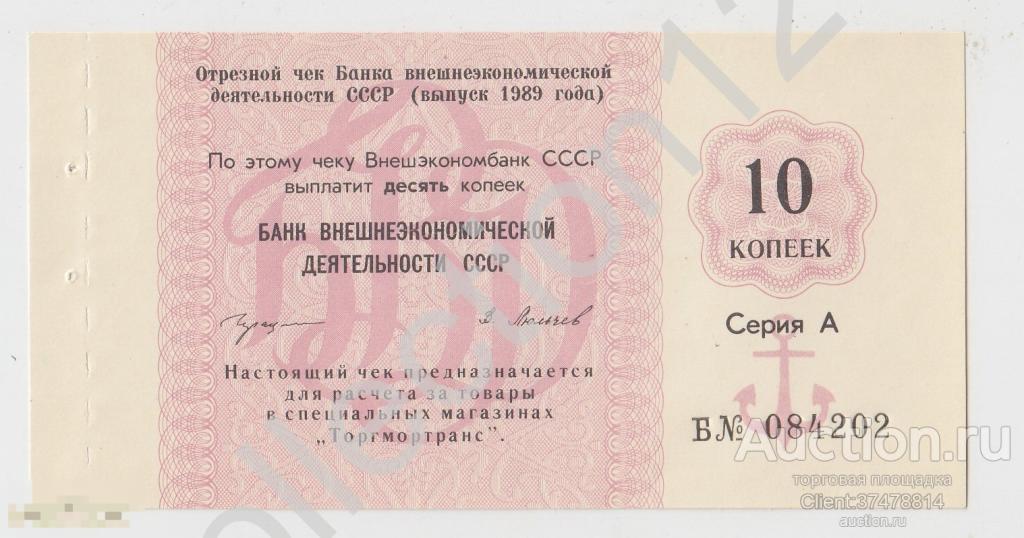 Отрезной чек Банка внешнеэкономической
деятельности СССР (выпуск 1989 года)
По этому чеку Внешэкономбанк СССР
выплатит десять копеек
БАНК ВНЕШНЕЭКОНОМИЧЕСКОЙ
ДЕЯТЕЛЬНОСТИ СССР
Настоящий чек предназначается
для расчета за товары
в специальных магазинах
„Торгмортранс".
10
КОПЕЕК
Серия А
Б№ 084202
Auction.ru
торговая площадка
Client:37478814
auction.ru